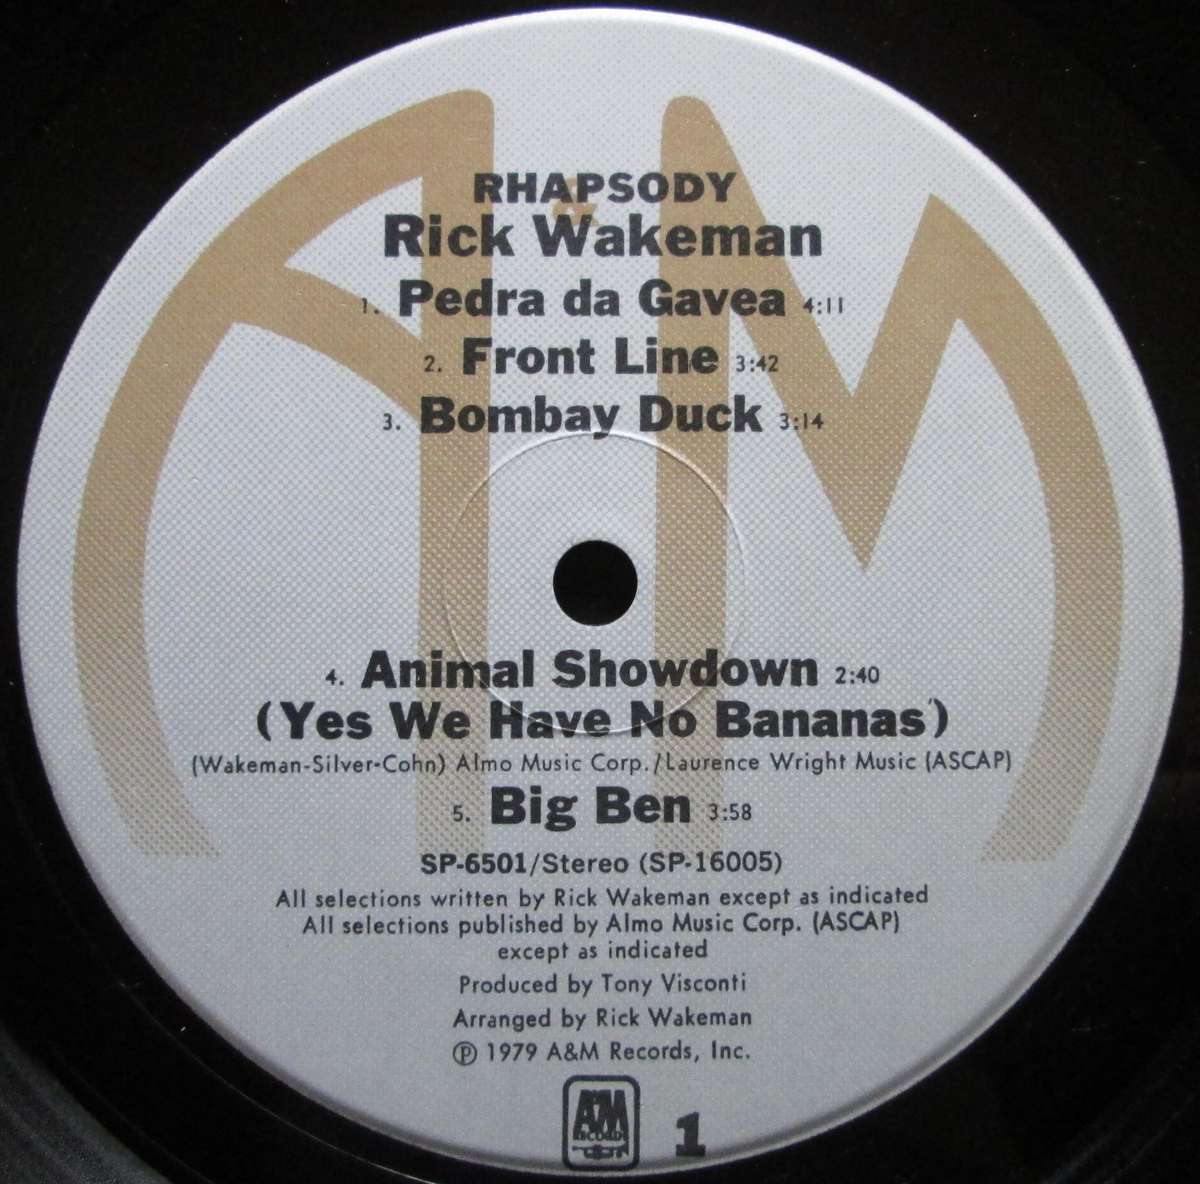 RHAPSODY
Rick Wakeman
1. Pedra da Gavea 4:11
2. Front Line 3:42
3. Bombay Duck 3:14
4. Animal Showdown 2:40
(Yes We Have No Bananas)
(Wakeman-Silver-Cohn) Almo Music Corp./Laurence Wright Music (ASCAP)
5. Big Ben 3:58
SP-6501/Stereo (SP-16005)
All selections written by Rick Wakeman except as indicated
All selections published by Almo Music Corp. (ASCAP)
except as indicated
Produced by Tony Visconti
Arranged by Rick Wakeman
℗ 1979 A&M Records, Inc.
A&M
RECORDS
1